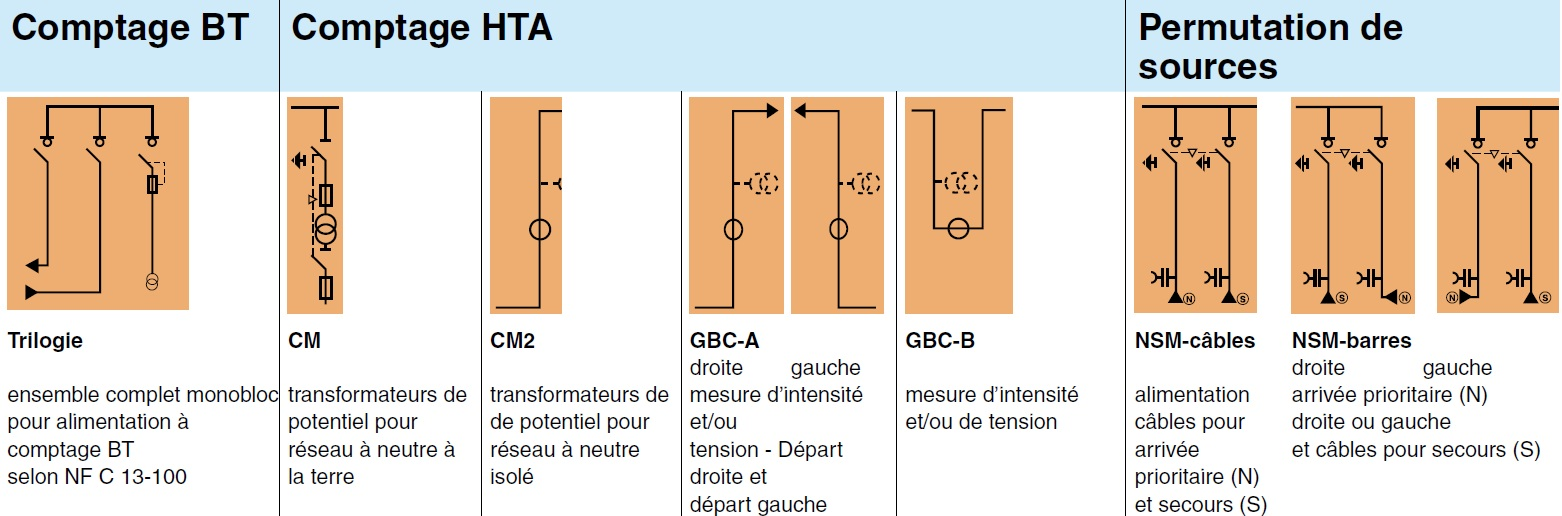 Comptage BT
Comptage HTA
Permutation de
sources
N
S
S
N
N
S
Trilogie
ensemble complet monobloc
pour alimentation à
comptage BT
selon NF C 13-100
CM
transformateurs de
potentiel pour
réseau à neutre à
la terre
CM2
transformateurs de
de potentiel pour
réseau à neutre
isolé
GBC-A
droite gauche
mesure d’intensité
et/ou
tension - Départ
droite et
départ gauche
GBC-B
mesure d’intensité
et/ou de tension
NSM-câbles
alimentation
câbles pour
arrivée
prioritaire (N)
et secours (S)
NSM-barres
droite gauche
arrivée prioritaire (N)
droite ou gauche
et câbles pour secours (S)